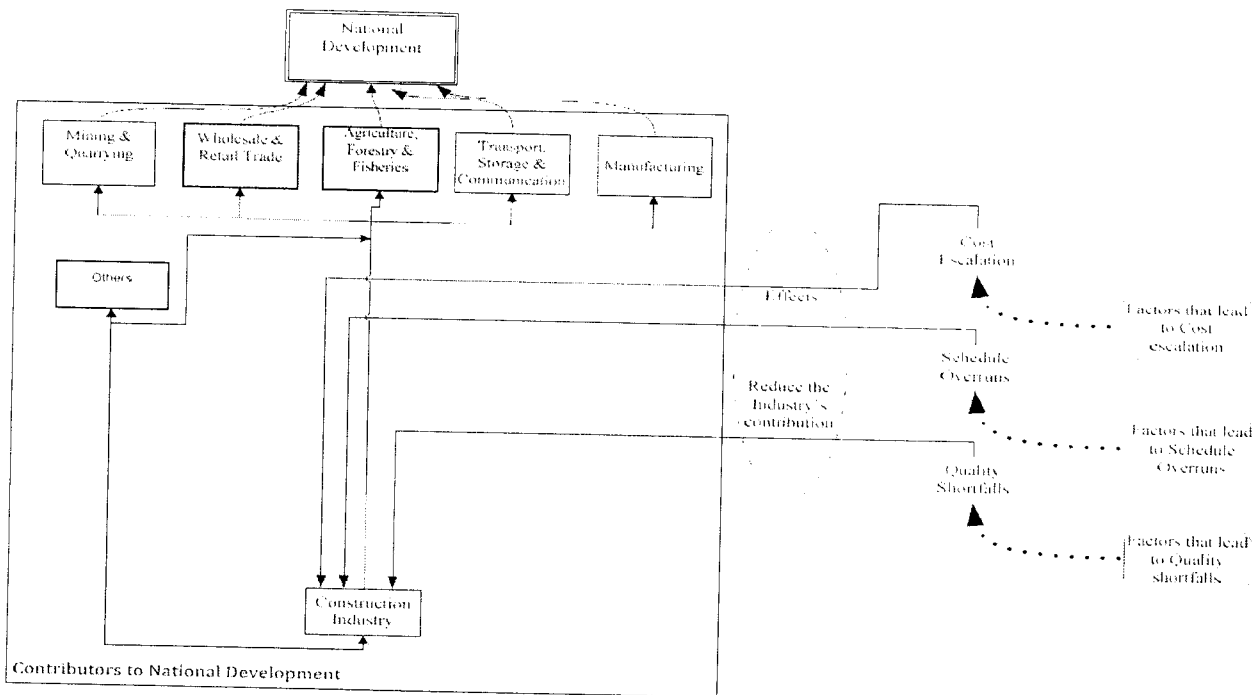 National
Development
Mining &
Quarrying
Wholesale &
Retail Trade
Agriculture,
Forestry &
Fisheries
Transport,
Storage &
Communication
Manufacturing
Others
Cost
Escalation
Effects
Factors that lead
to Cost
escalation
Schedule
Overruns
Reduce the
Industry's
contribution
Factors that lead
to Schedule
Overruns
Quality
Shortfalls
Factors that lead
to Quality
shortfalls
Construction
Industry
Contributors to National Development